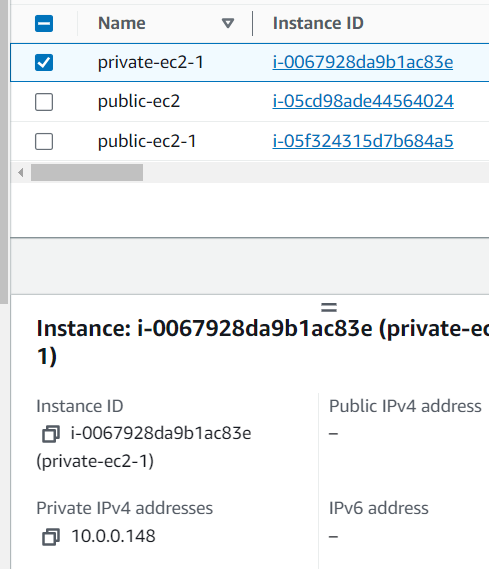 Name Instance ID
private-ec2-1 i-0067928da9b1ac83e
public-ec2 i-05cd98ade44564024
public-ec2-1 i-05f324315d7b684a5
Instance: i-0067928da9b1ac83e (private-ec
1)
Instance ID
i-0067928da9b1ac83e
(private-ec2-1)
Public IPv4 address
–
Private IPv4 addresses
10.0.0.148
IPv6 address
–